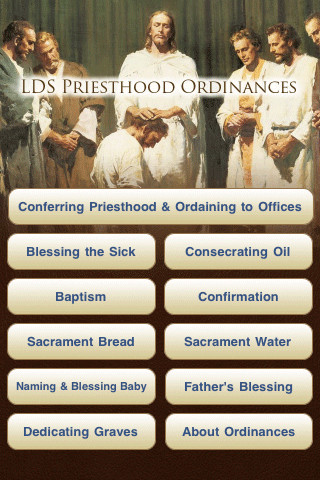 LDS Priesthood Ordinances
Conferring Priesthood & Ordaining to Offices
Blessing the Sick
Consecrating Oil
Baptism
Confirmation
Sacrament Bread
Sacrament Water
Naming & Blessing Baby
Father's Blessing
Dedicating Graves
About Ordinances